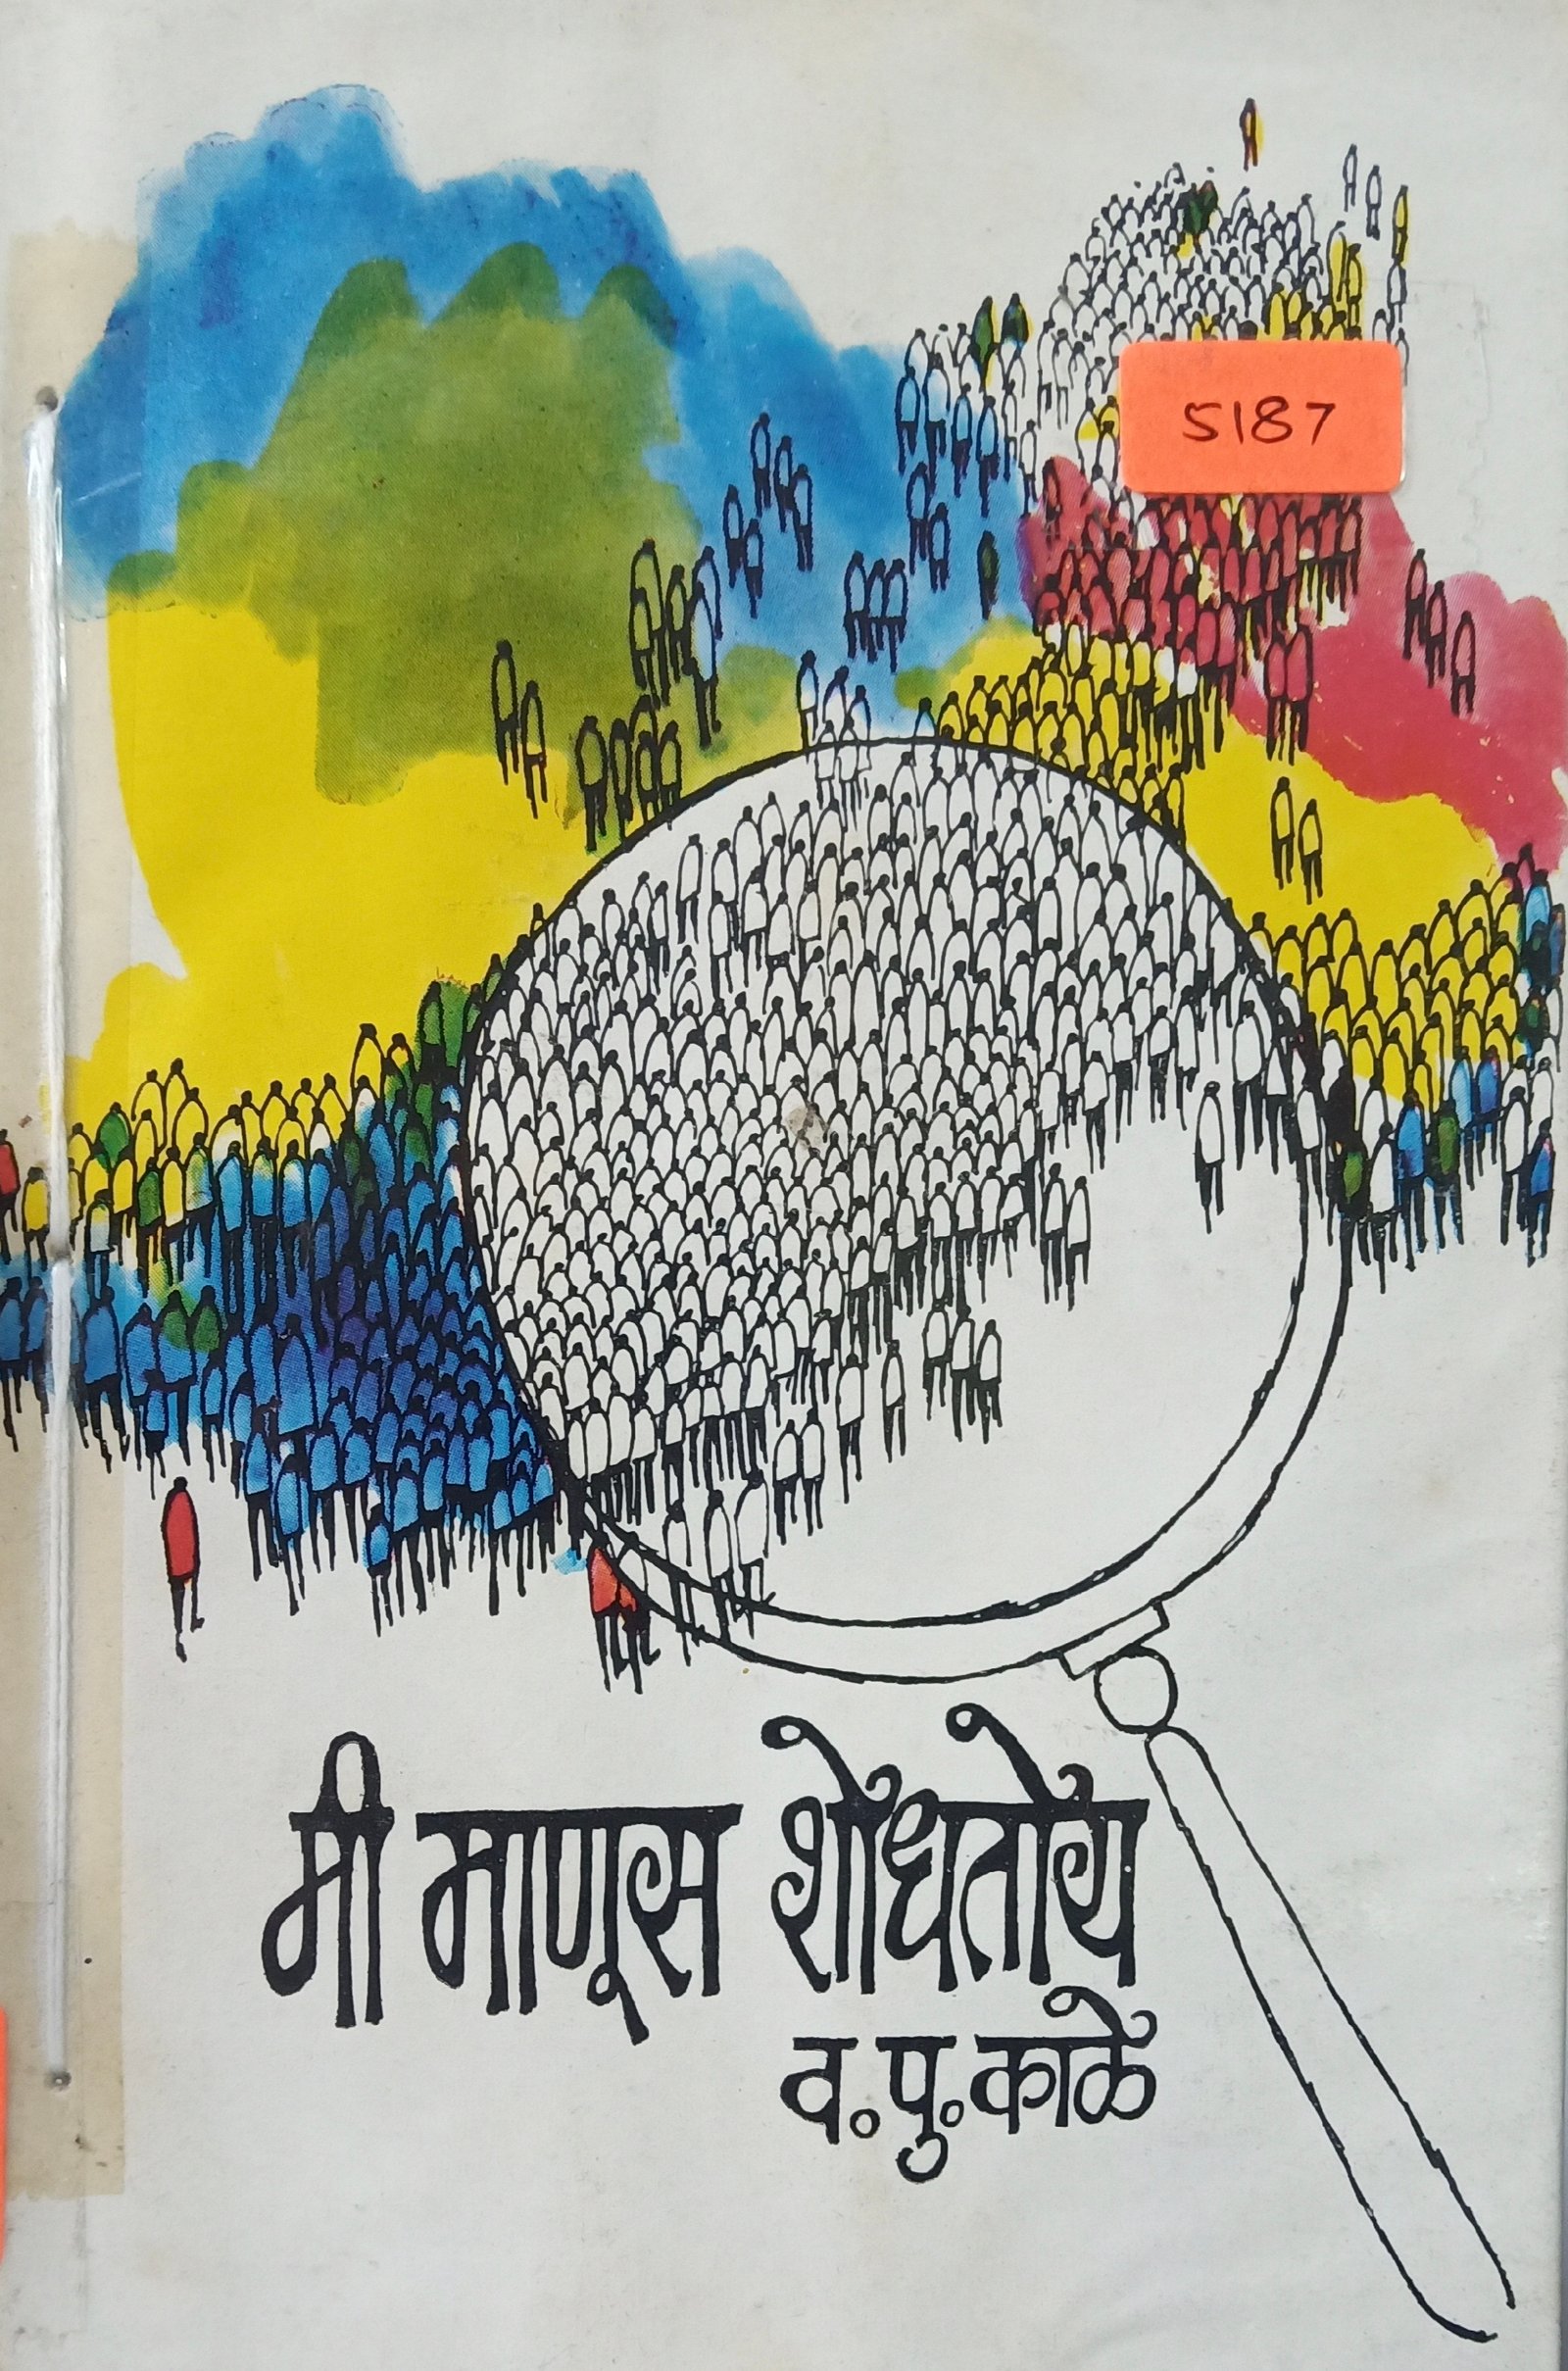 5187
मी माणूस शोधतोय
व. पु. काळे